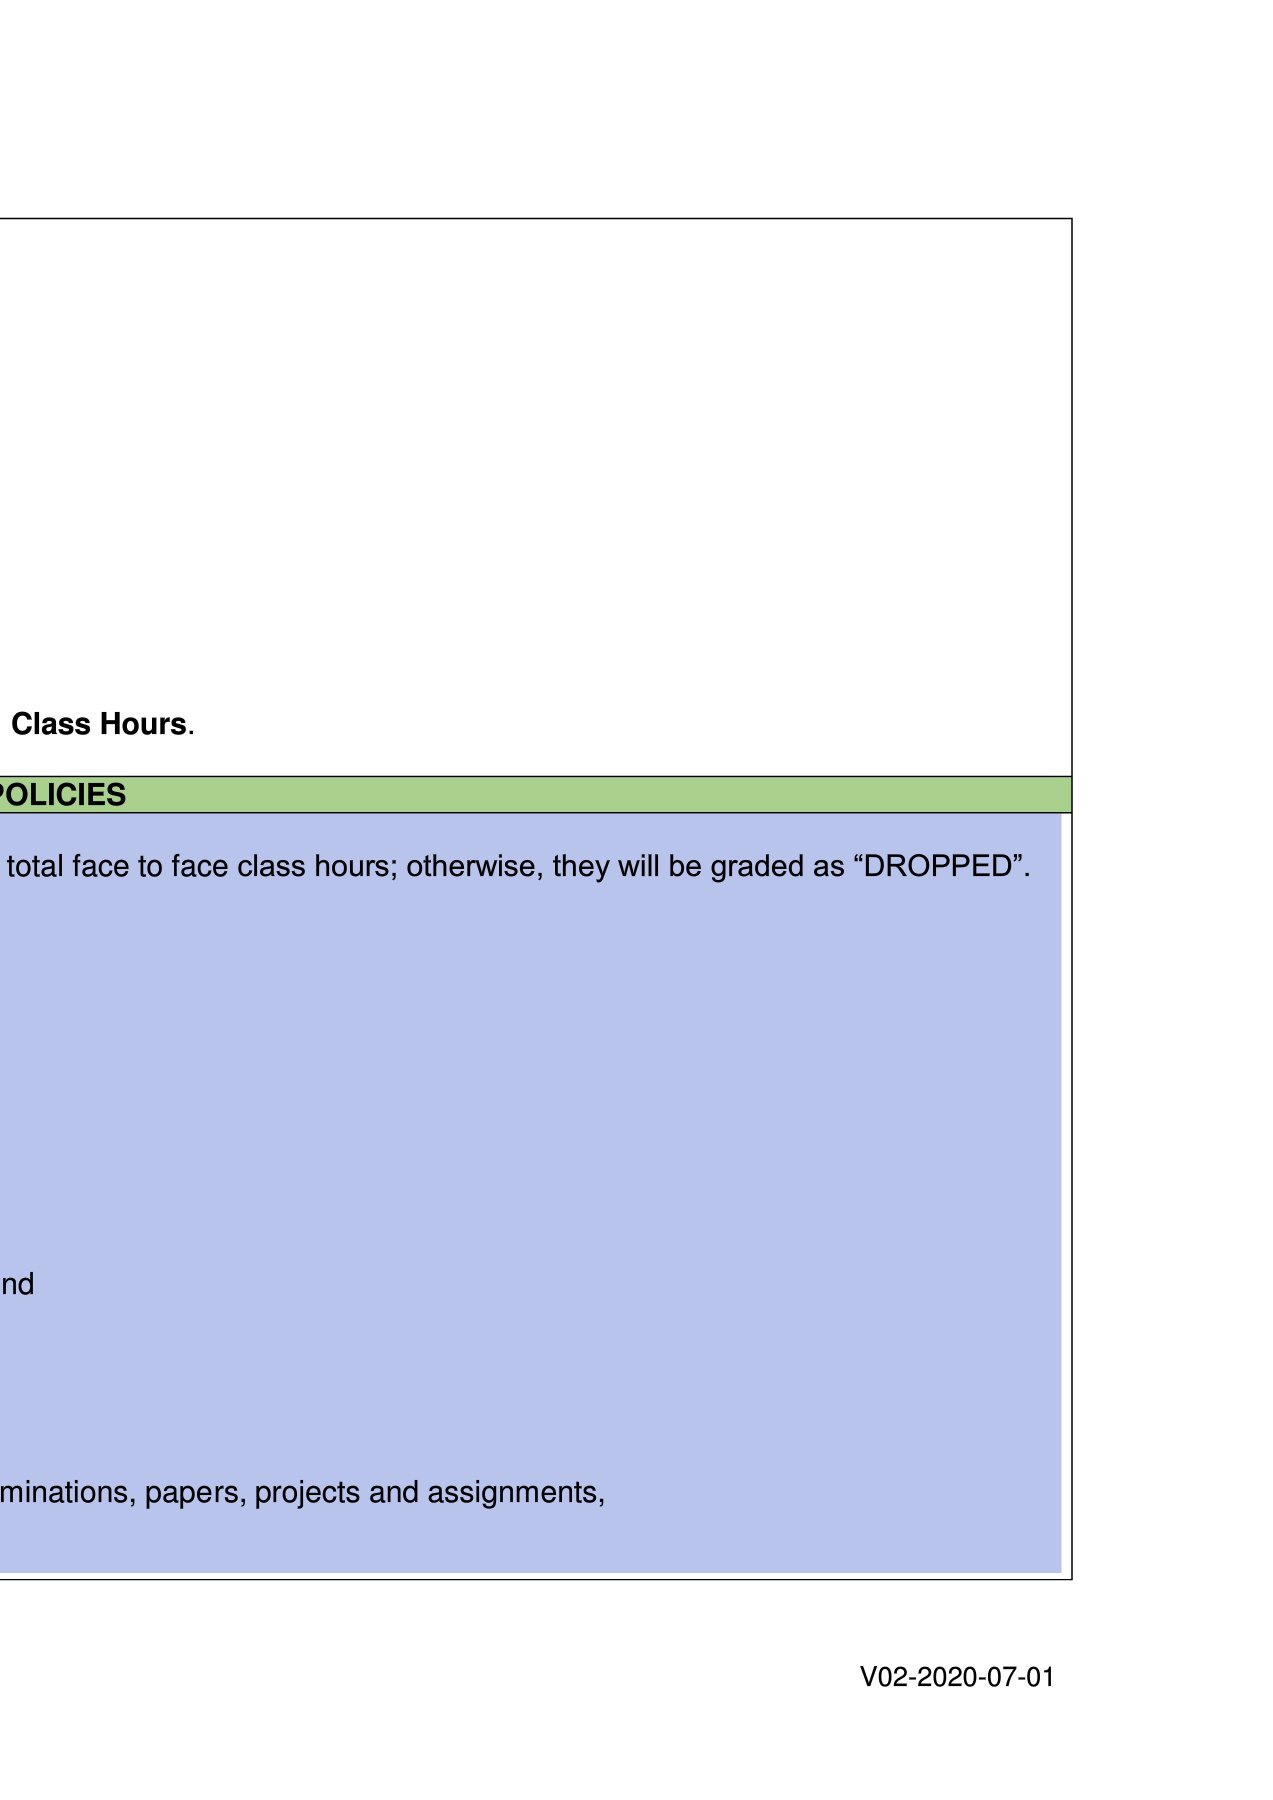 Class Hours.
POLICIES
total face to face class hours; otherwise, they will be graded as “DROPPED”.
nd
minations, papers, projects and assignments,
V02-2020-07-01